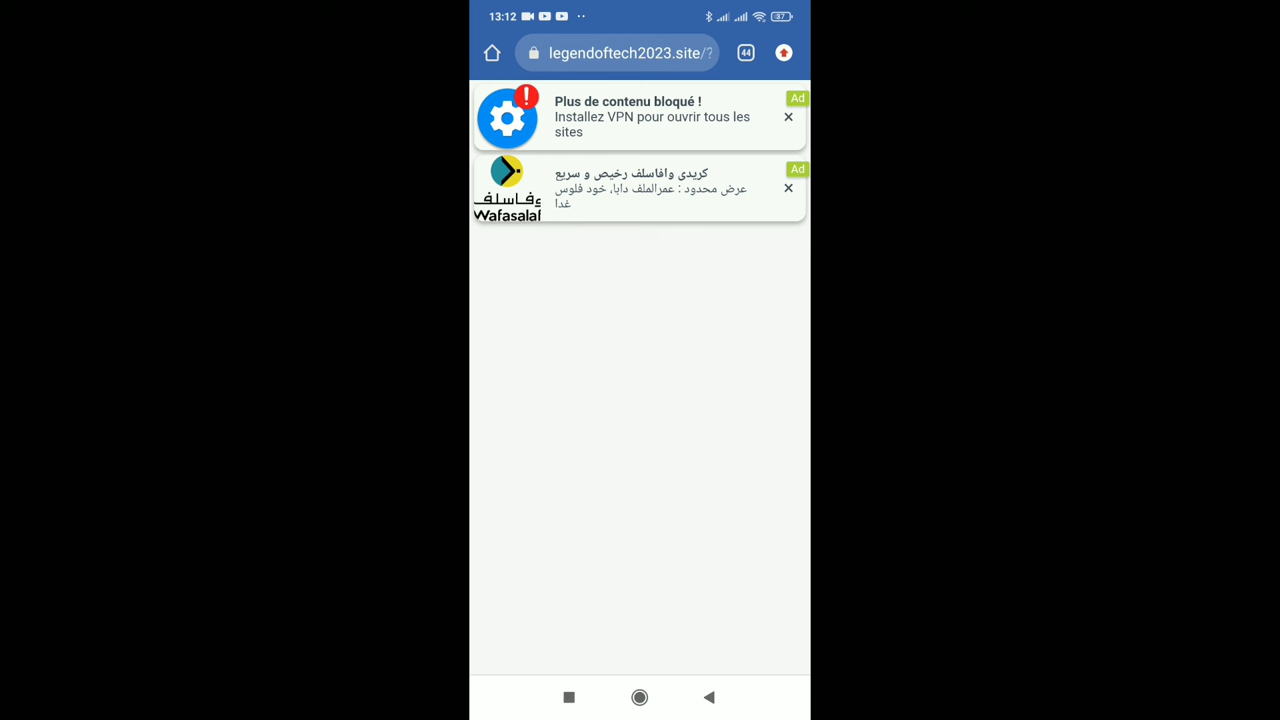 13:12
37
legendoftech2023.site/?
44
Plus de contenu bloqué !
Ad
Installez VPN pour ouvrir tous les
sites
كريدي وافاسلف رخيص و سريع
Ad
عرض محدود : عمرالملف دابا، خود فلوس
غدا
وفاسلف
Wafasalaf